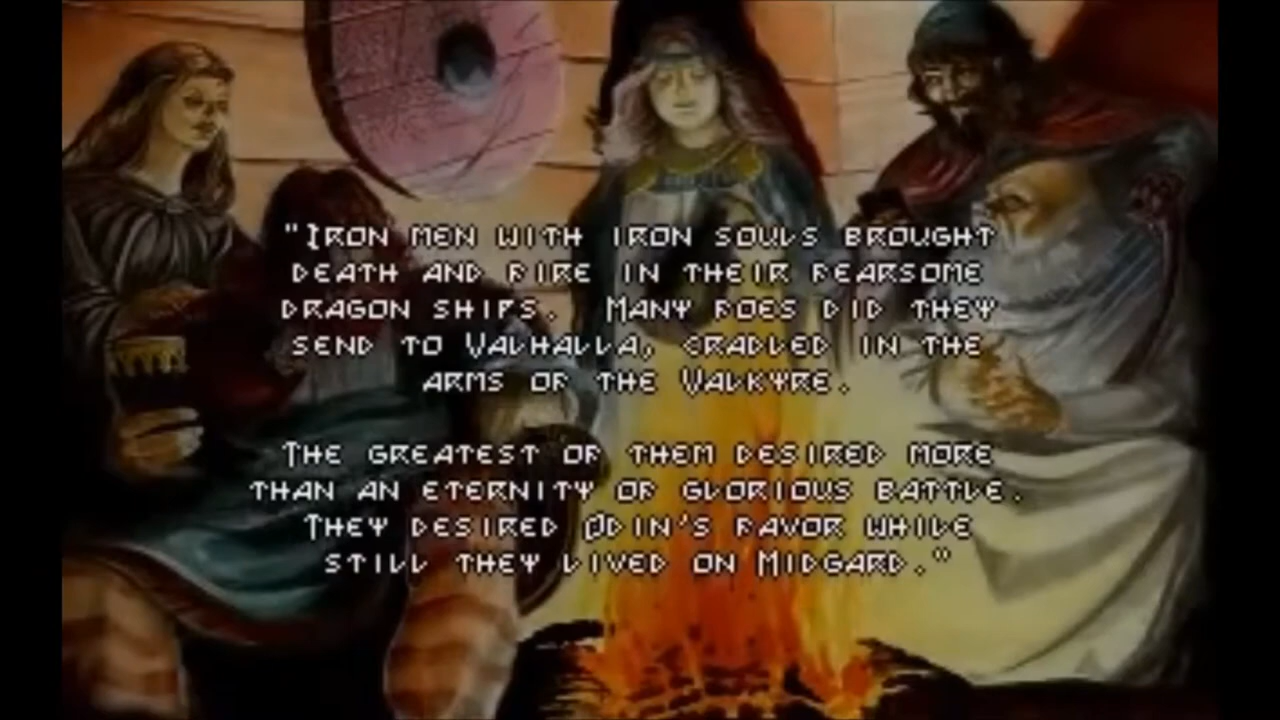 "Iron men with iron souls brought
death and fire in their fearsome
dragon ships. Many foes did they
send to Valhalla, cradled in the
arms of the Valkyre.
The greatest of them desired more
than an eternity of glorious battle.
They desired Odin's favor while
still they lived on Midgard."